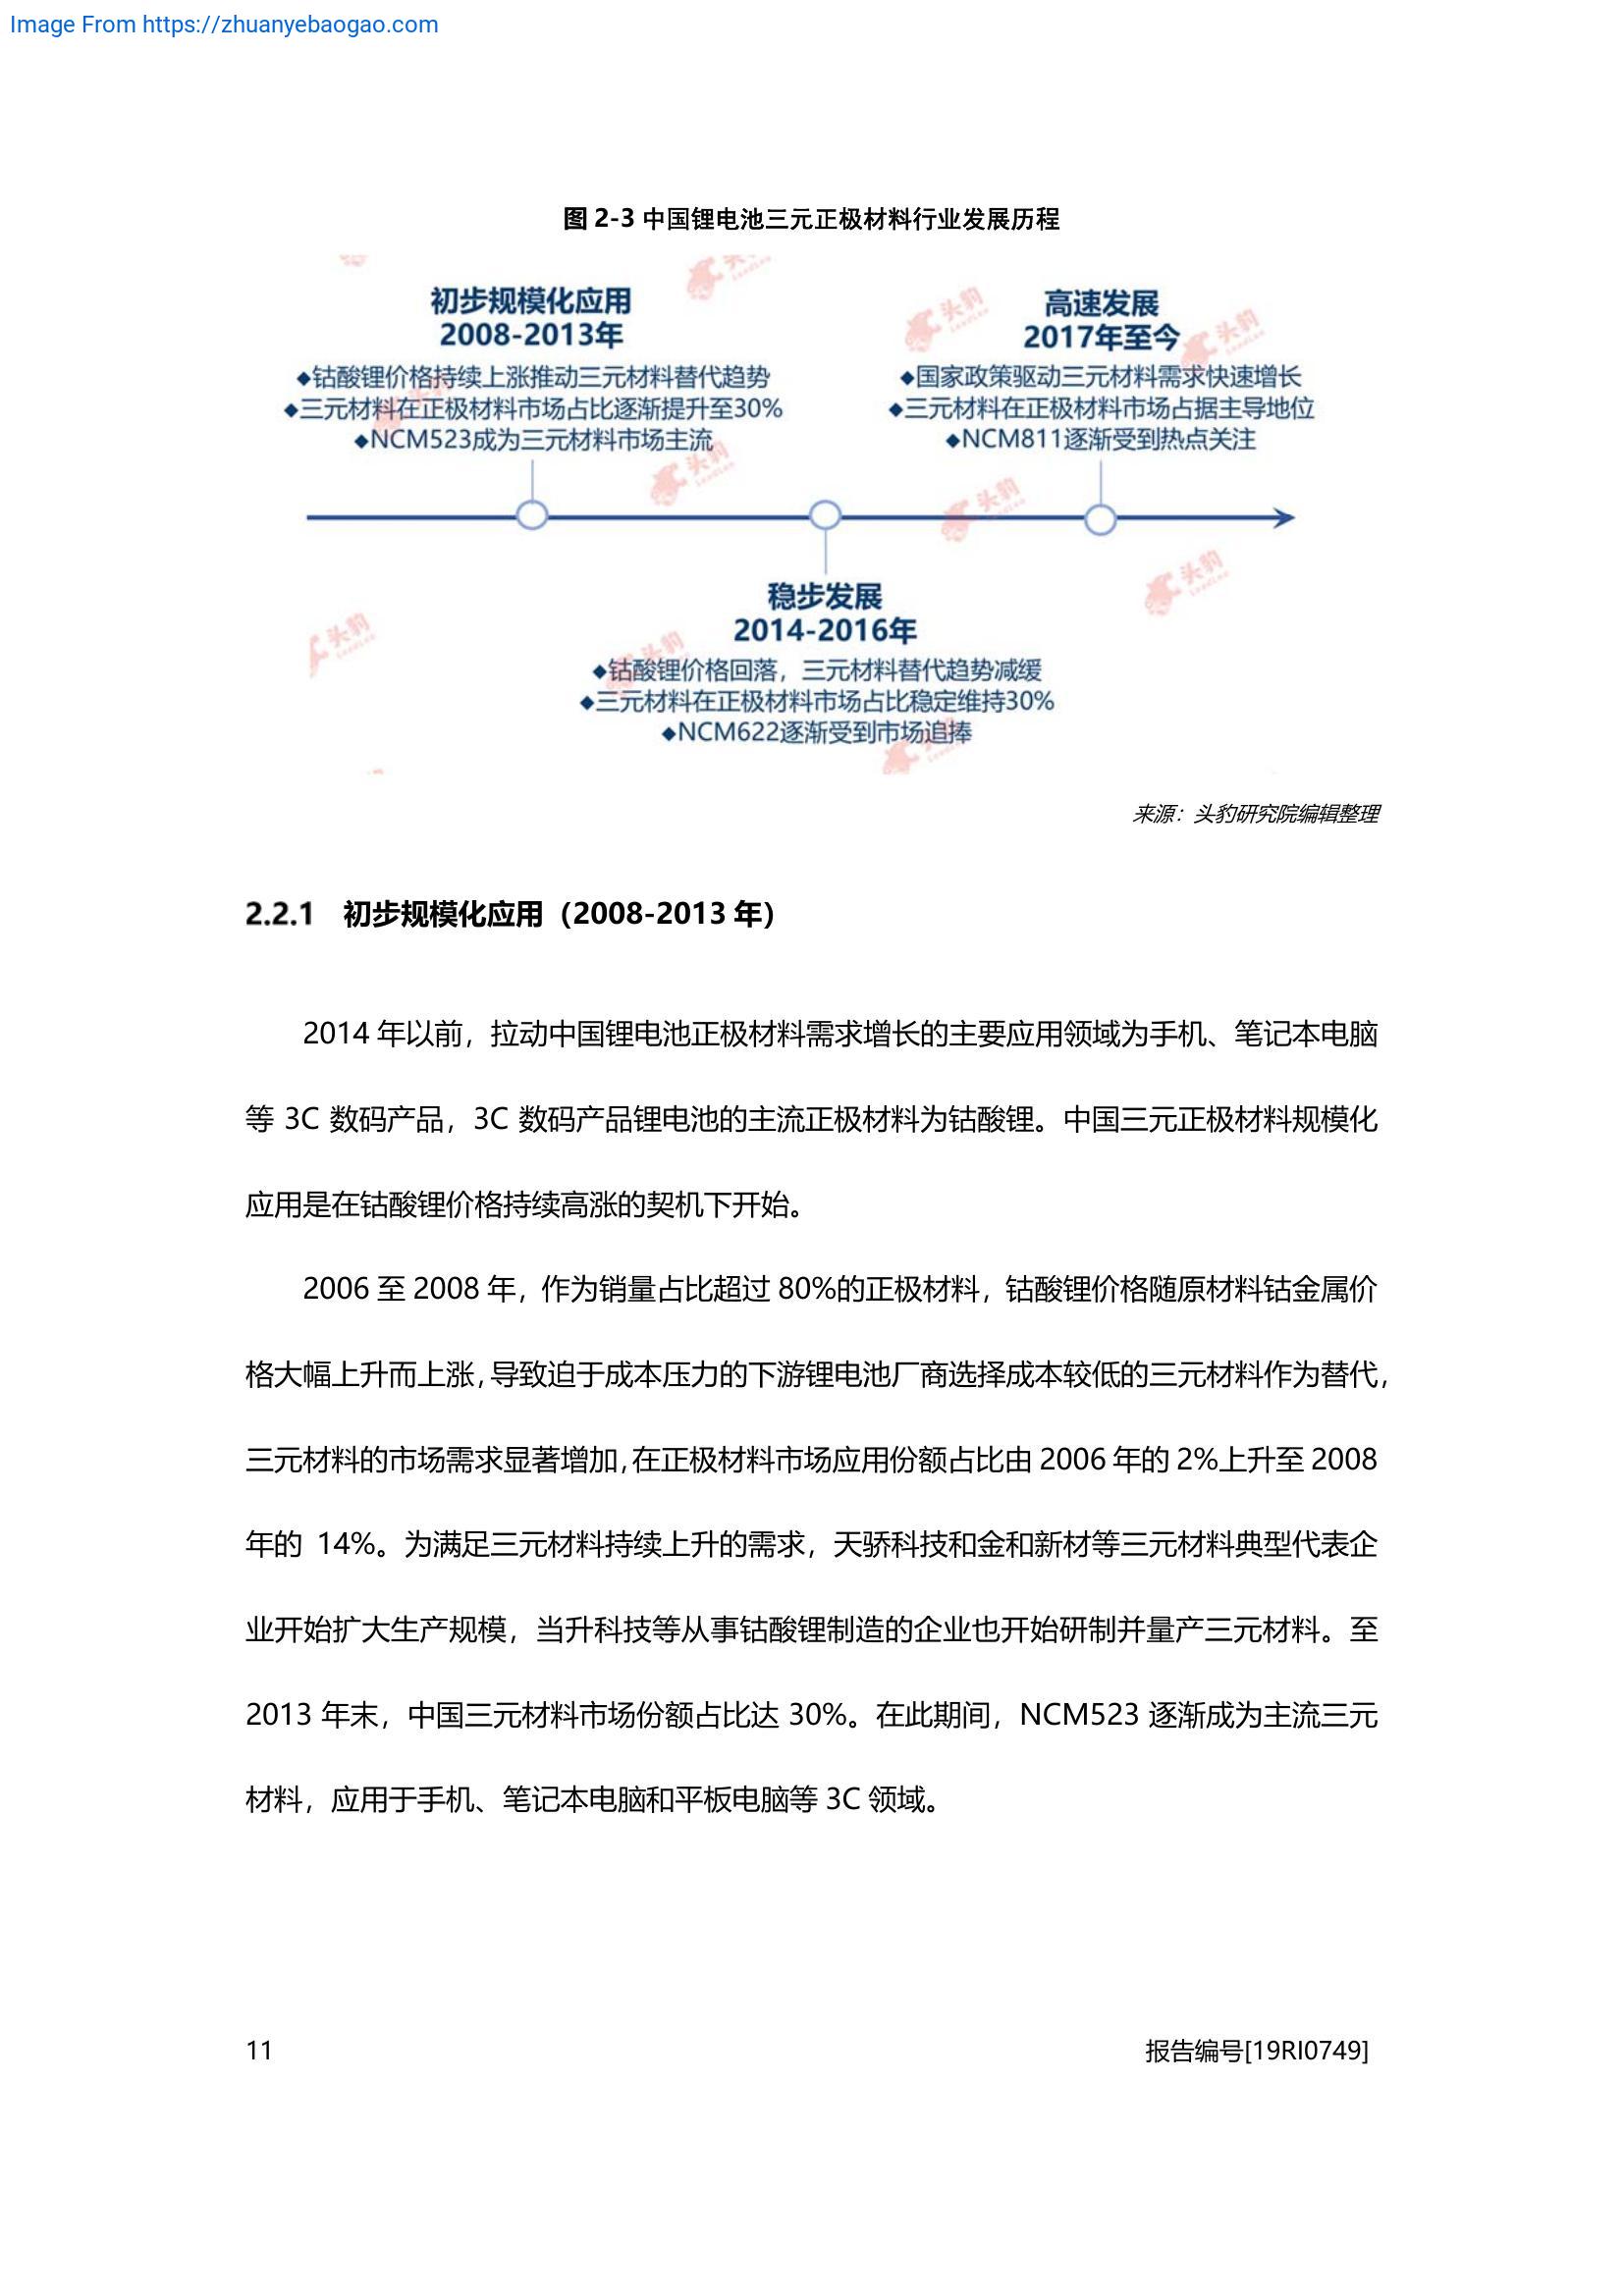 Image From https://zhuanyebaogao.com
图 2-3 中国锂电池三元正极材料行业发展历程
初步规模化应用
2008-2013年
◆钴酸锂价格持续上涨推动三元材料替代趋势
◆三元材料在正极材料市场占比逐渐提升至30%
◆NCM523成为三元材料市场主流
高速发展
2017年至今
◆国家政策驱动三元材料需求快速增长
◆三元材料在正极材料市场占据主导地位
◆NCM811逐渐受到热点关注
稳步发展
2014-2016年
◆钴酸锂价格回落，三元材料替代趋势减缓
◆三元材料在正极材料市场占比稳定维持30%
◆NCM622逐渐受到市场追捧
头豹
来源：头豹研究院编辑整理
2.2.1 初步规模化应用（2008-2013 年）
2014 年以前，拉动中国锂电池正极材料需求增长的主要应用领域为手机、笔记本电脑
等 3C 数码产品，3C 数码产品锂电池的主流正极材料为钴酸锂。中国三元正极材料规模化
应用是在钴酸锂价格持续高涨的契机下开始。
2006 至 2008 年，作为销量占比超过 80%的正极材料，钴酸锂价格随原材料钴金属价
格大幅上升而上涨，导致迫于成本压力的下游锂电池厂商选择成本较低的三元材料作为替代，
三元材料的市场需求显著增加，在正极材料市场应用份额占比由 2006 年的 2%上升至 2008
年的 14%。为满足三元材料持续上升的需求，天骄科技和金和新材等三元材料典型代表企
业开始扩大生产规模，当升科技等从事钴酸锂制造的企业也开始研制并量产三元材料。至
2013 年末，中国三元材料市场份额占比达 30%。在此期间，NCM523 逐渐成为主流三元
材料，应用于手机、笔记本电脑和平板电脑等 3C 领域。
11
报告编号[19RI0749]